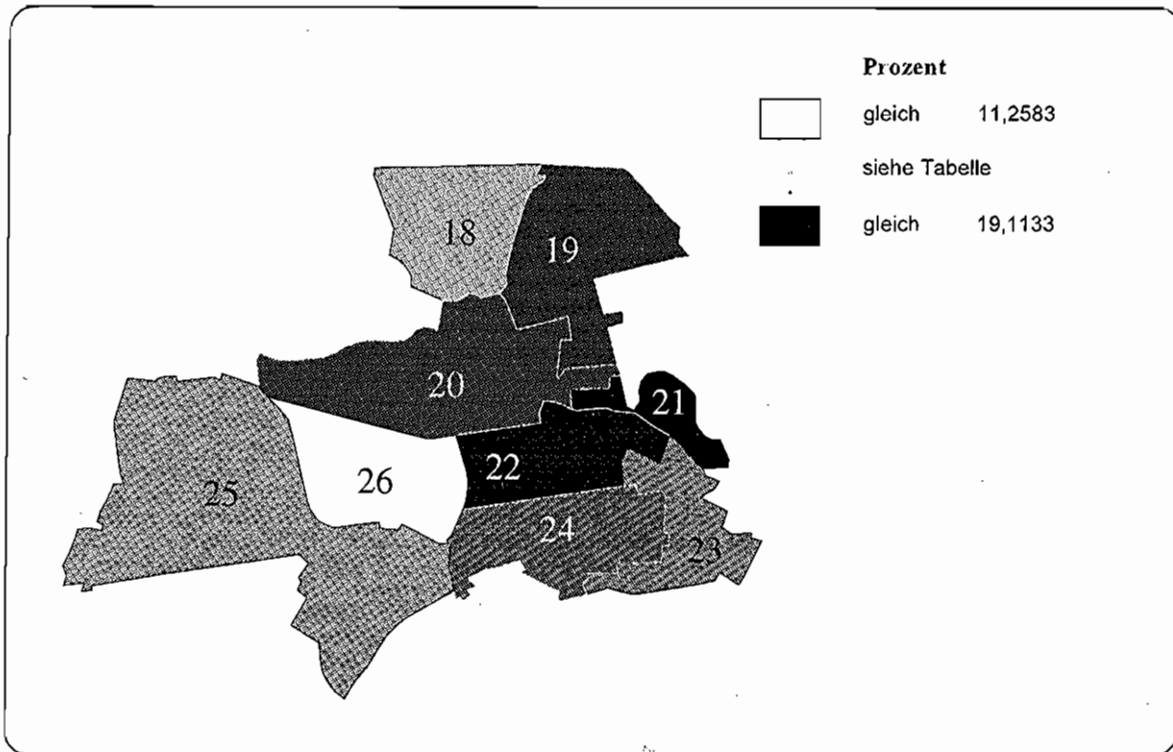 Prozent
gleich 11,2583
siehe Tabelle
gleich 19,1133
18
19
20
21
22
26
25
24
23